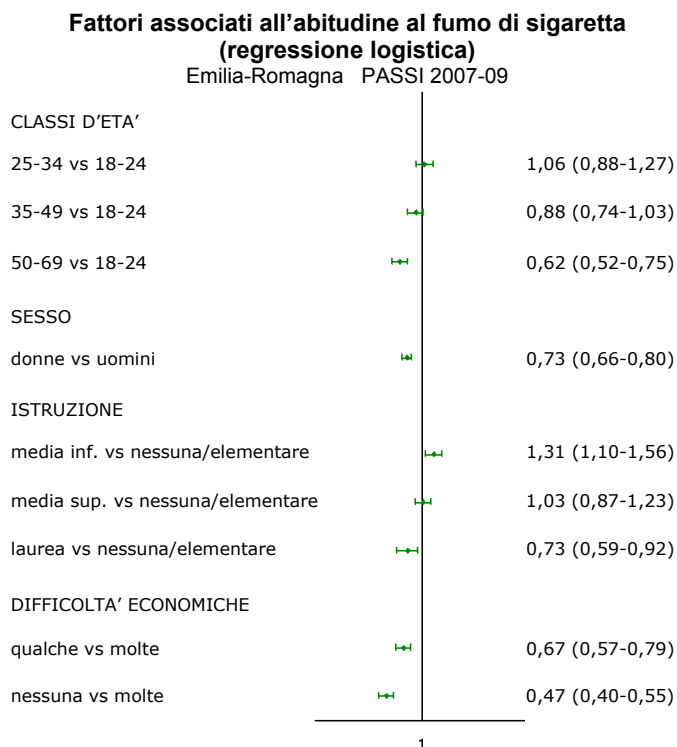 Fattori associati all'abitudine al fumo di sigaretta
(regressione logistica)
Emilia-Romagna PASSI 2007-09
CLASSI D'ETA'
25-34 vs 18-24 1,06 (0,88-1,27)
35-49 vs 18-24 0,88 (0,74-1,03)
50-69 vs 18-24 0,62 (0,52-0,75)
SESSO
donne vs uomini 0,73 (0,66-0,80)
ISTRUZIONE
media inf. vs nessuna/elementare 1,31 (1,10-1,56)
media sup. vs nessuna/elementare 1,03 (0,87-1,23)
laurea vs nessuna/elementare 0,73 (0,59-0,92)
DIFFICOLTA' ECONOMICHE
qualche vs molte 0,67 (0,57-0,79)
nessuna vs molte 0,47 (0,40-0,55)
1